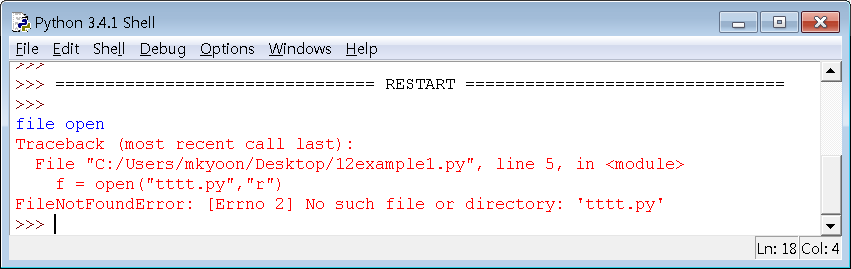 Python 3.4.1 Shell
File Edit Shell Debug Options Windows Help
>>>
>>> ================================ RESTART ================================
>>>
file open
Traceback (most recent call last):
  File "C:/Users/mkyoon/Desktop/12example1.py", line 5, in <module>
    f = open("tttt.py","r")
FileNotFoundError: [Errno 2] No such file or directory: 'tttt.py'
>>>
Ln: 18 Col: 4